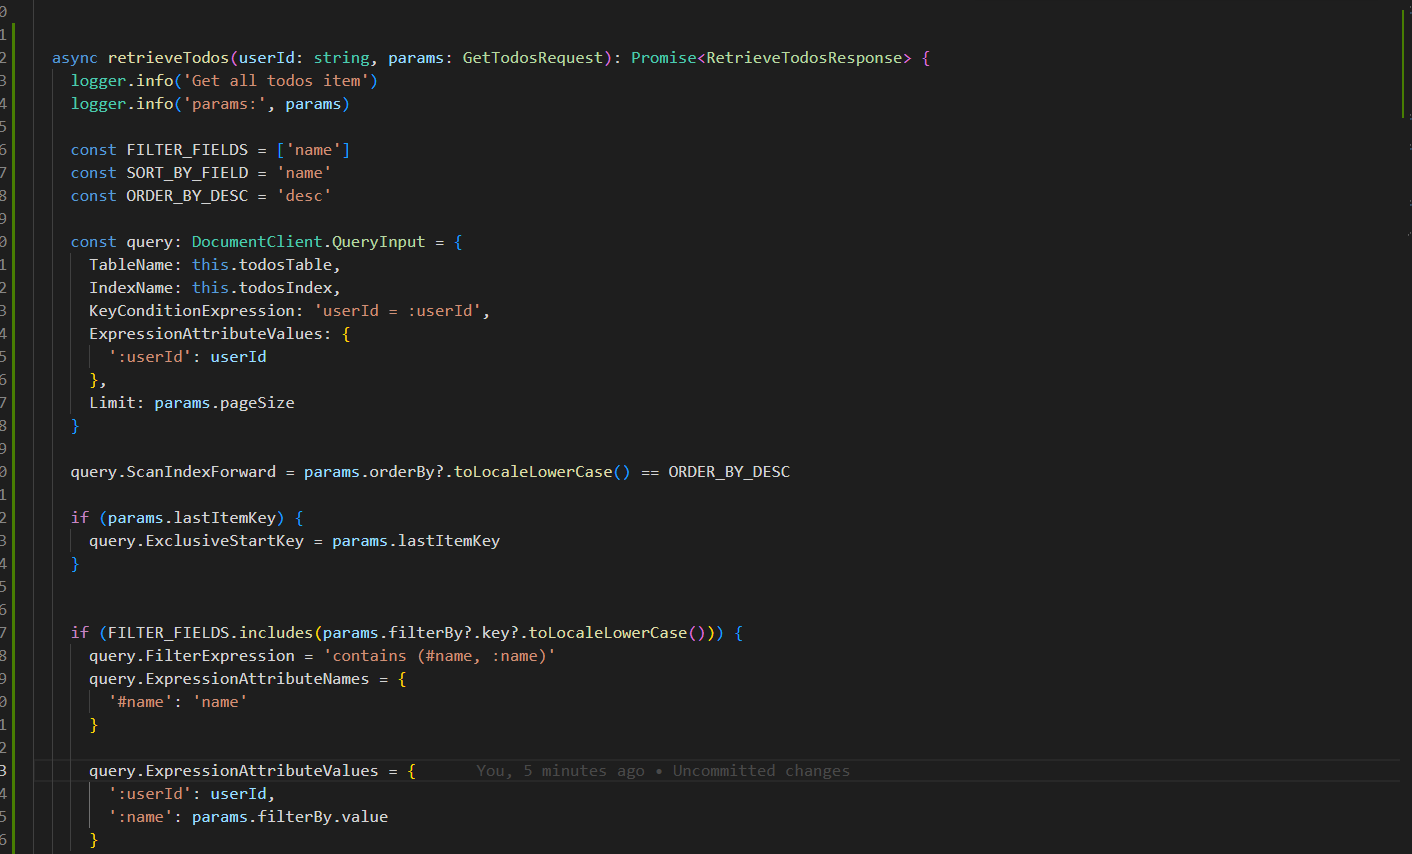 async retrieveTodos(userId: string, params: GetTodosRequest): Promise<RetrieveTodosResponse> {
logger.info('Get all todos item')
logger.info('params:', params)
const FILTER_FIELDS = ['name']
const SORT_BY_FIELD = 'name'
const ORDER_BY_DESC = 'desc'
const query: DocumentClient.QueryInput = {
TableName: this.todosTable,
IndexName: this.todosIndex,
KeyConditionExpression: 'userId = :userId',
ExpressionAttributeValues: {
':userId': userId
},
Limit: params.pageSize
}
query.ScanIndexForward = params.orderBy?.toLocaleLowerCase() == ORDER_BY_DESC
if (params.lastItemKey) {
query.ExclusiveStartKey = params.lastItemKey
}
if (FILTER_FIELDS.includes(params.filterBy?.key?.toLocaleLowerCase())) {
query.FilterExpression = 'contains (#name, :name)'
query.ExpressionAttributeNames = {
'#name': 'name'
}
query.ExpressionAttributeValues = { You, 5 minutes ago • Uncommitted changes
':userId': userId,
':name': params.filterBy.value
}